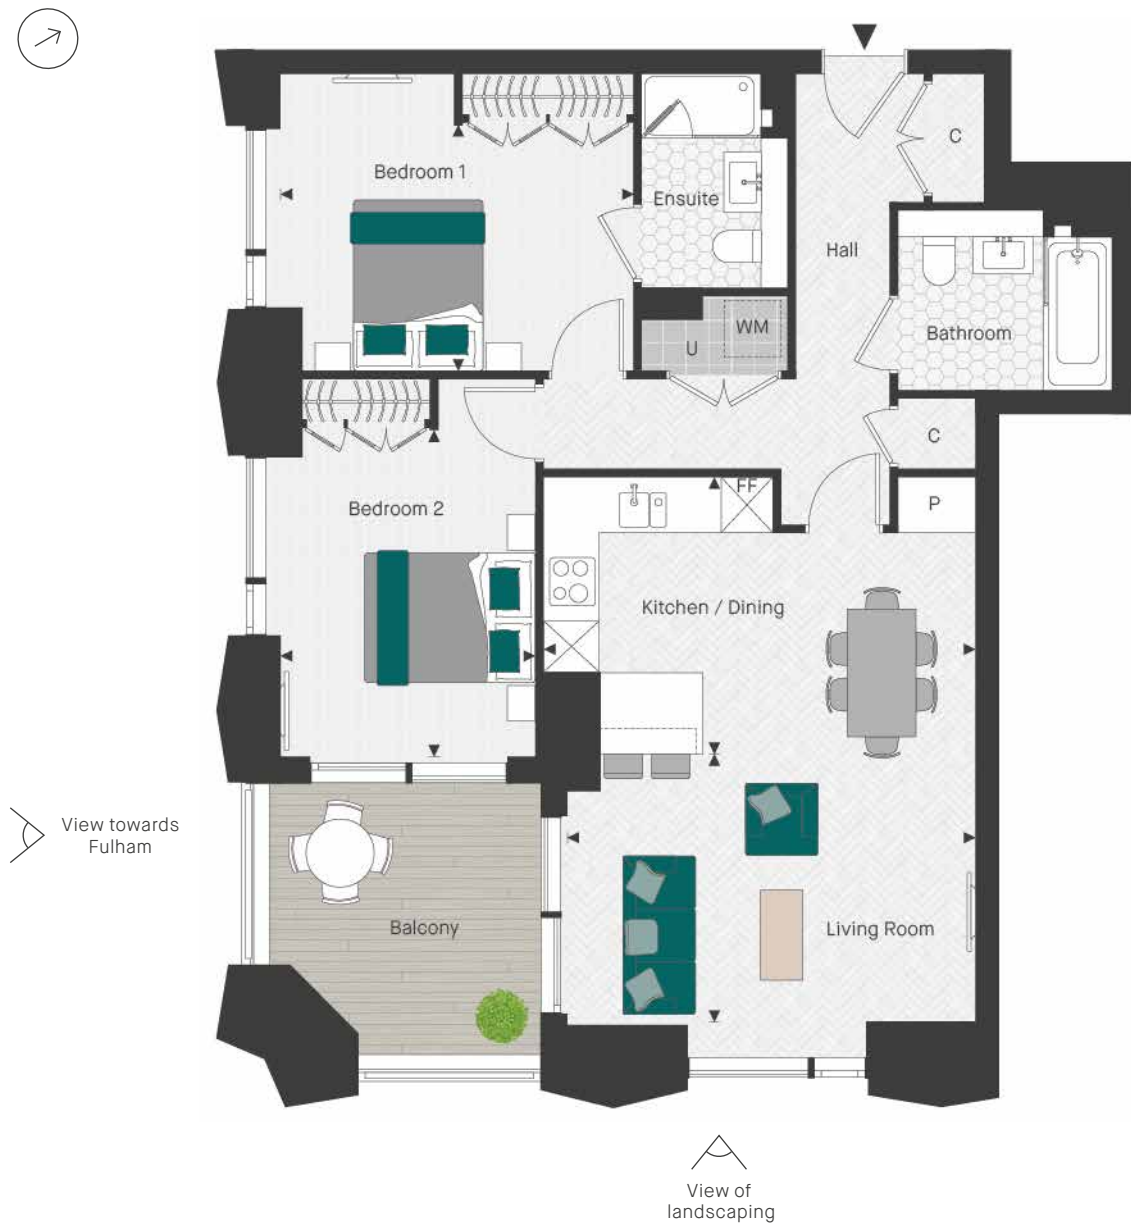 Bedroom 1
Ensuite
C
Hall
WM
U
Bathroom
C
Bedroom 2
FF
P
Kitchen / Dining
View towards
Fulham
Balcony
Living Room
View of
landscaping